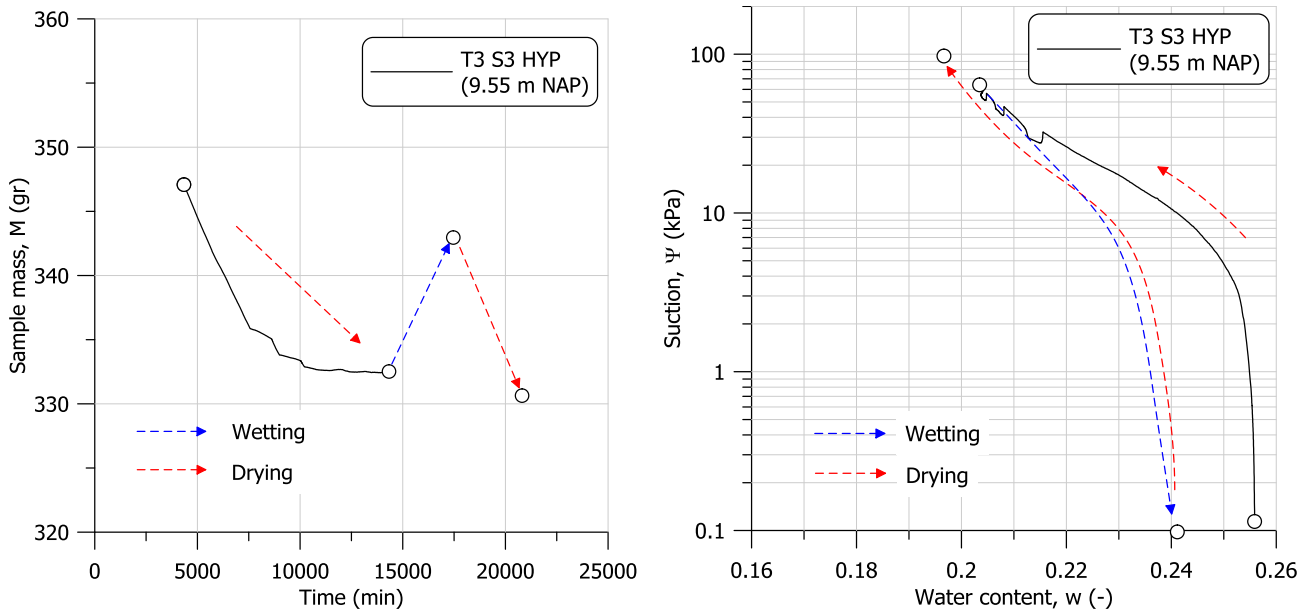 360
350
340
330
320
Sample mass, M (gr)
T3 S3 HYP
(9.55 m NAP)
Wetting
Drying
0
5000
10000
15000
20000
25000
Time (min)
100
10
1
0.1
Suction, Ψ (kPa)
T3 S3 HYP
(9.55 m NAP)
Wetting
Drying
0.16
0.18
0.2
0.22
0.24
0.26
Water content, w (-)